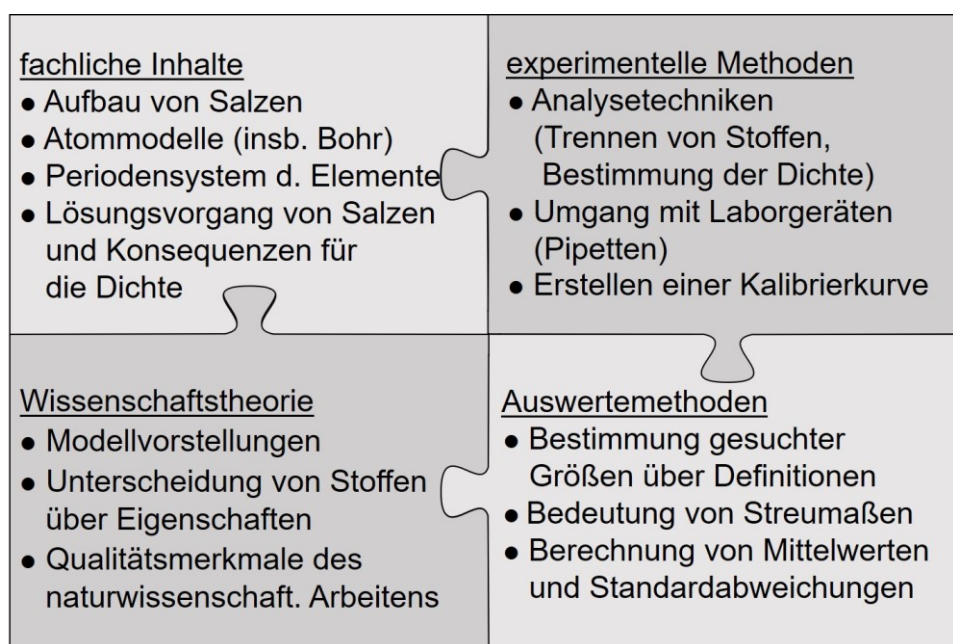 fachliche Inhalte
● Aufbau von Salzen
● Atommodelle (insb. Bohr)
● Periodensystem d. Elemente
● Lösungsvorgang von Salzen
und Konsequenzen für
die Dichte
experimentelle Methoden
● Analysetechniken
(Trennen von Stoffen,
Bestimmung der Dichte)
● Umgang mit Laborgeräten
(Pipetten)
● Erstellen einer Kalibrierkurve
Wissenschaftstheorie
● Modellvorstellungen
● Unterscheidung von Stoffen
über Eigenschaften
● Qualitätsmerkmale des
naturwissenschaft. Arbeitens
Auswertemethoden
● Bestimmung gesuchter
Größen über Definitionen
● Bedeutung von Streumaßen
● Berechnung von Mittelwerten
und Standardabweichungen